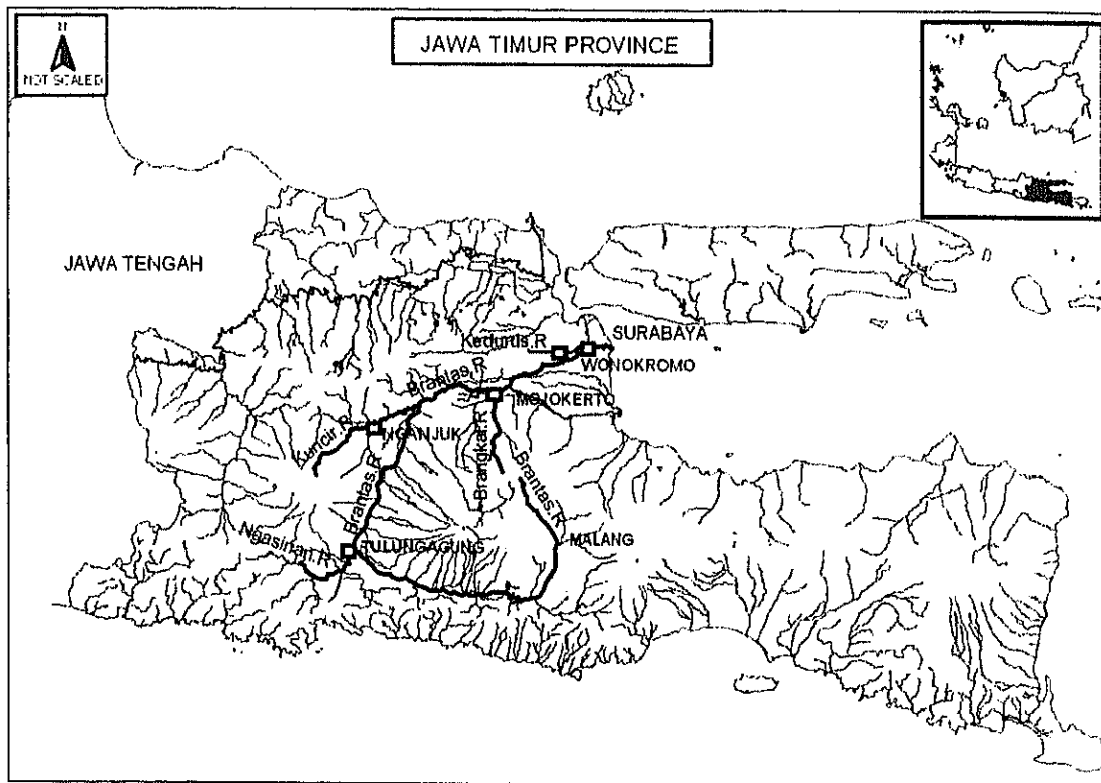 N
NOT SCALED
JAWA TIMUR PROVINCE
JAWA TENGAH
SURABAYA
Kedurus.R
WONOKROMO
Brantas.R
MOJOKERTO
Kuncir.R
NGANJUK
Brangkal.R
Brantas.R
Brantas.R
MALANG
Ngasinan.R
TULUNGAGUNG